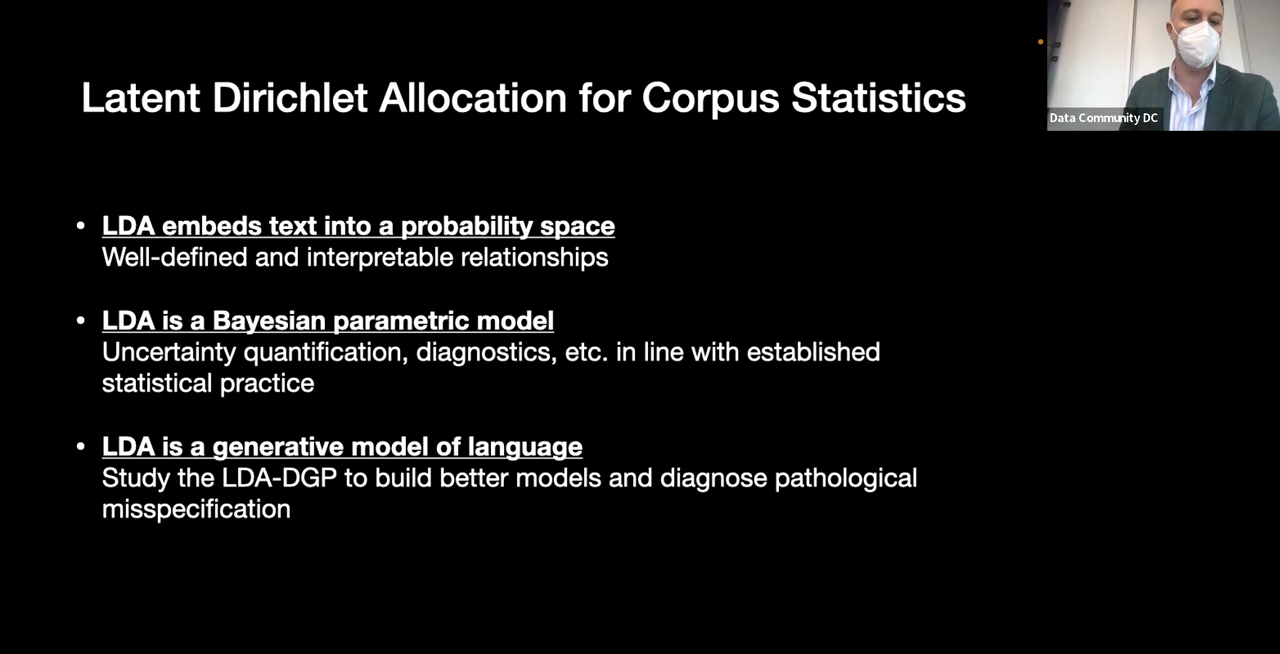 Latent Dirichlet Allocation for Corpus Statistics
Data Community DC
• LDA embeds text into a probability space
Well-defined and interpretable relationships
• LDA is a Bayesian parametric model
Uncertainty quantification, diagnostics, etc. in line with established
statistical practice
• LDA is a generative model of language
Study the LDA-DGP to build better models and diagnose pathological
misspecification